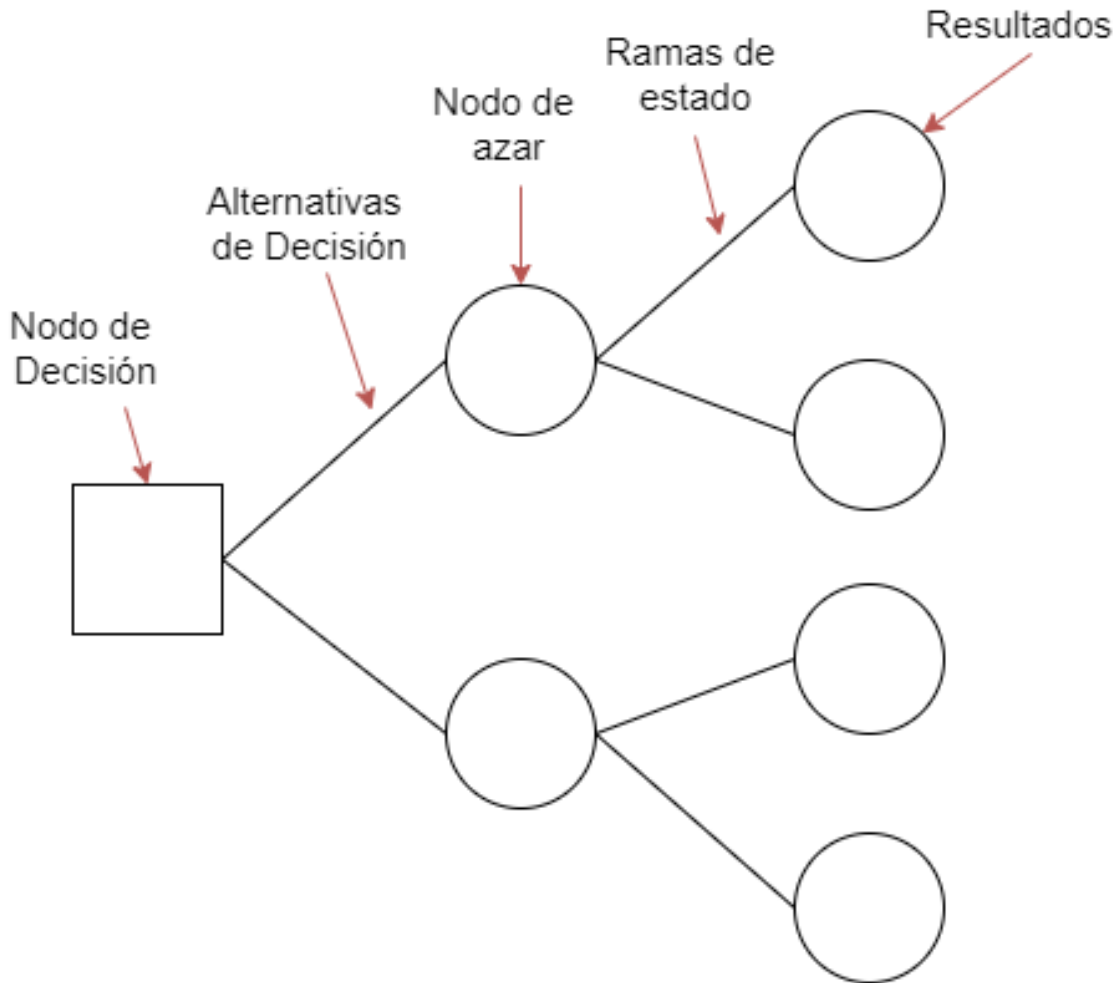 Resultados
Ramas de
estado
Nodo de
azar
Alternativas
de Decisión
Nodo de
Decisión